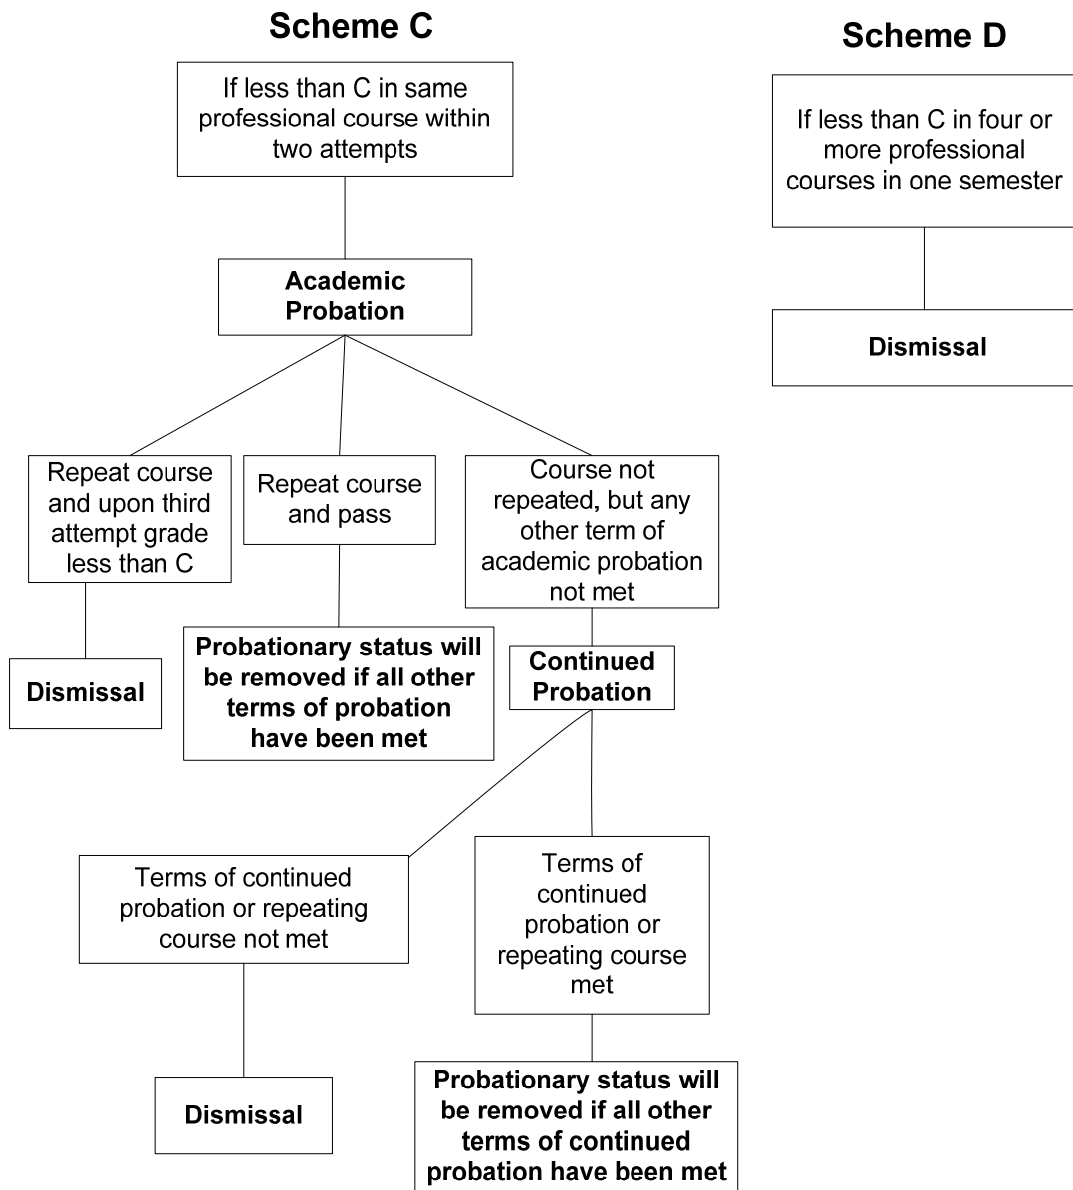 Scheme C
If less than C in same
professional course within
two attempts
Academic
Probation
Repeat course
and upon third
attempt grade
less than C
Repeat course
and pass
Course not
repeated, but any
other term of
academic probation
not met
Dismissal
Probationary status will
be removed if all other
terms of probation
have been met
Continued
Probation
Terms of continued
probation or repeating
course not met
Terms of
continued
probation or
repeating course
met
Dismissal
Probationary status will
be removed if all other
terms of continued
probation have been met
Scheme D
If less than C in four or
more professional
courses in one semester
Dismissal